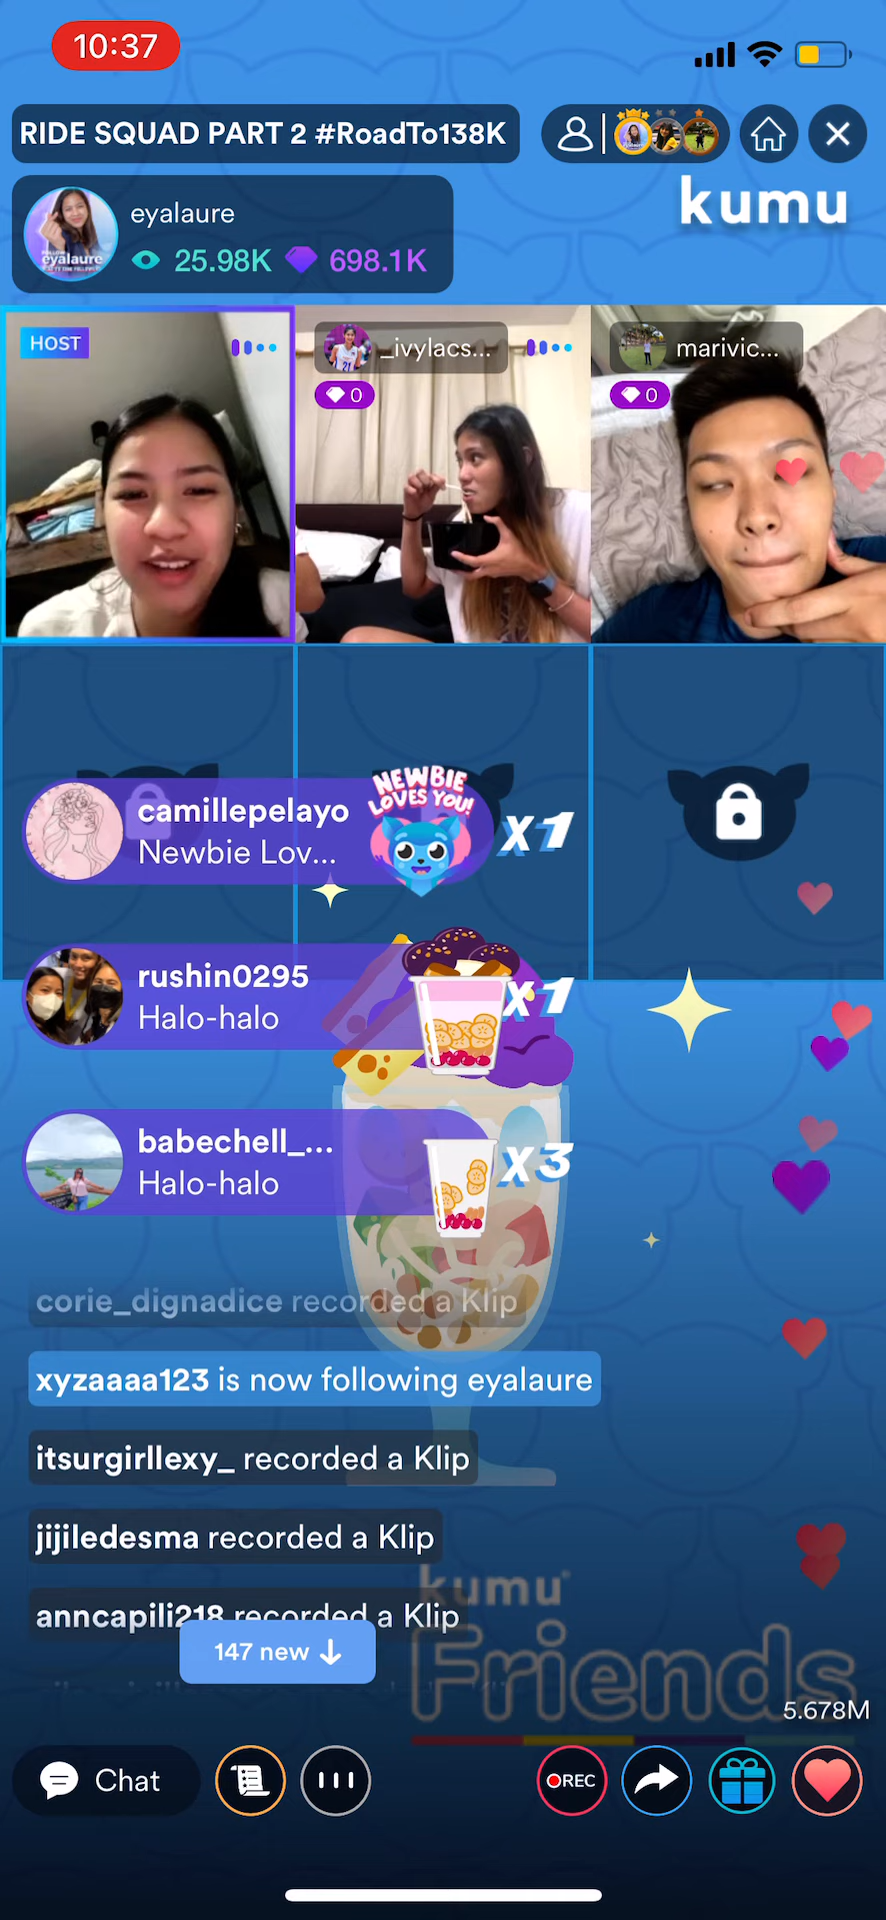 10:37
RIDE SQUAD PART 2 #RoadTo138K
kumu
eyalaure
25.98K 698.1K
eyalaure
HOST
_ivylacs...
0
21
marivic...
0
NEWBIE
LOVES YOU!
camillepelayo
Newbie Lov...
x1
rushin0295
Halo-halo
x1
babechell_...
Halo-halo
x3
corie_dignadice recorded a Klip
xyzaaaa123 is now following eyalaure
itsurgirllexy_ recorded a Klip
jijiledesma recorded a Klip
anncapili218 recorded a Klip
147 new
kumu
Friends
5.678M
Chat
REC